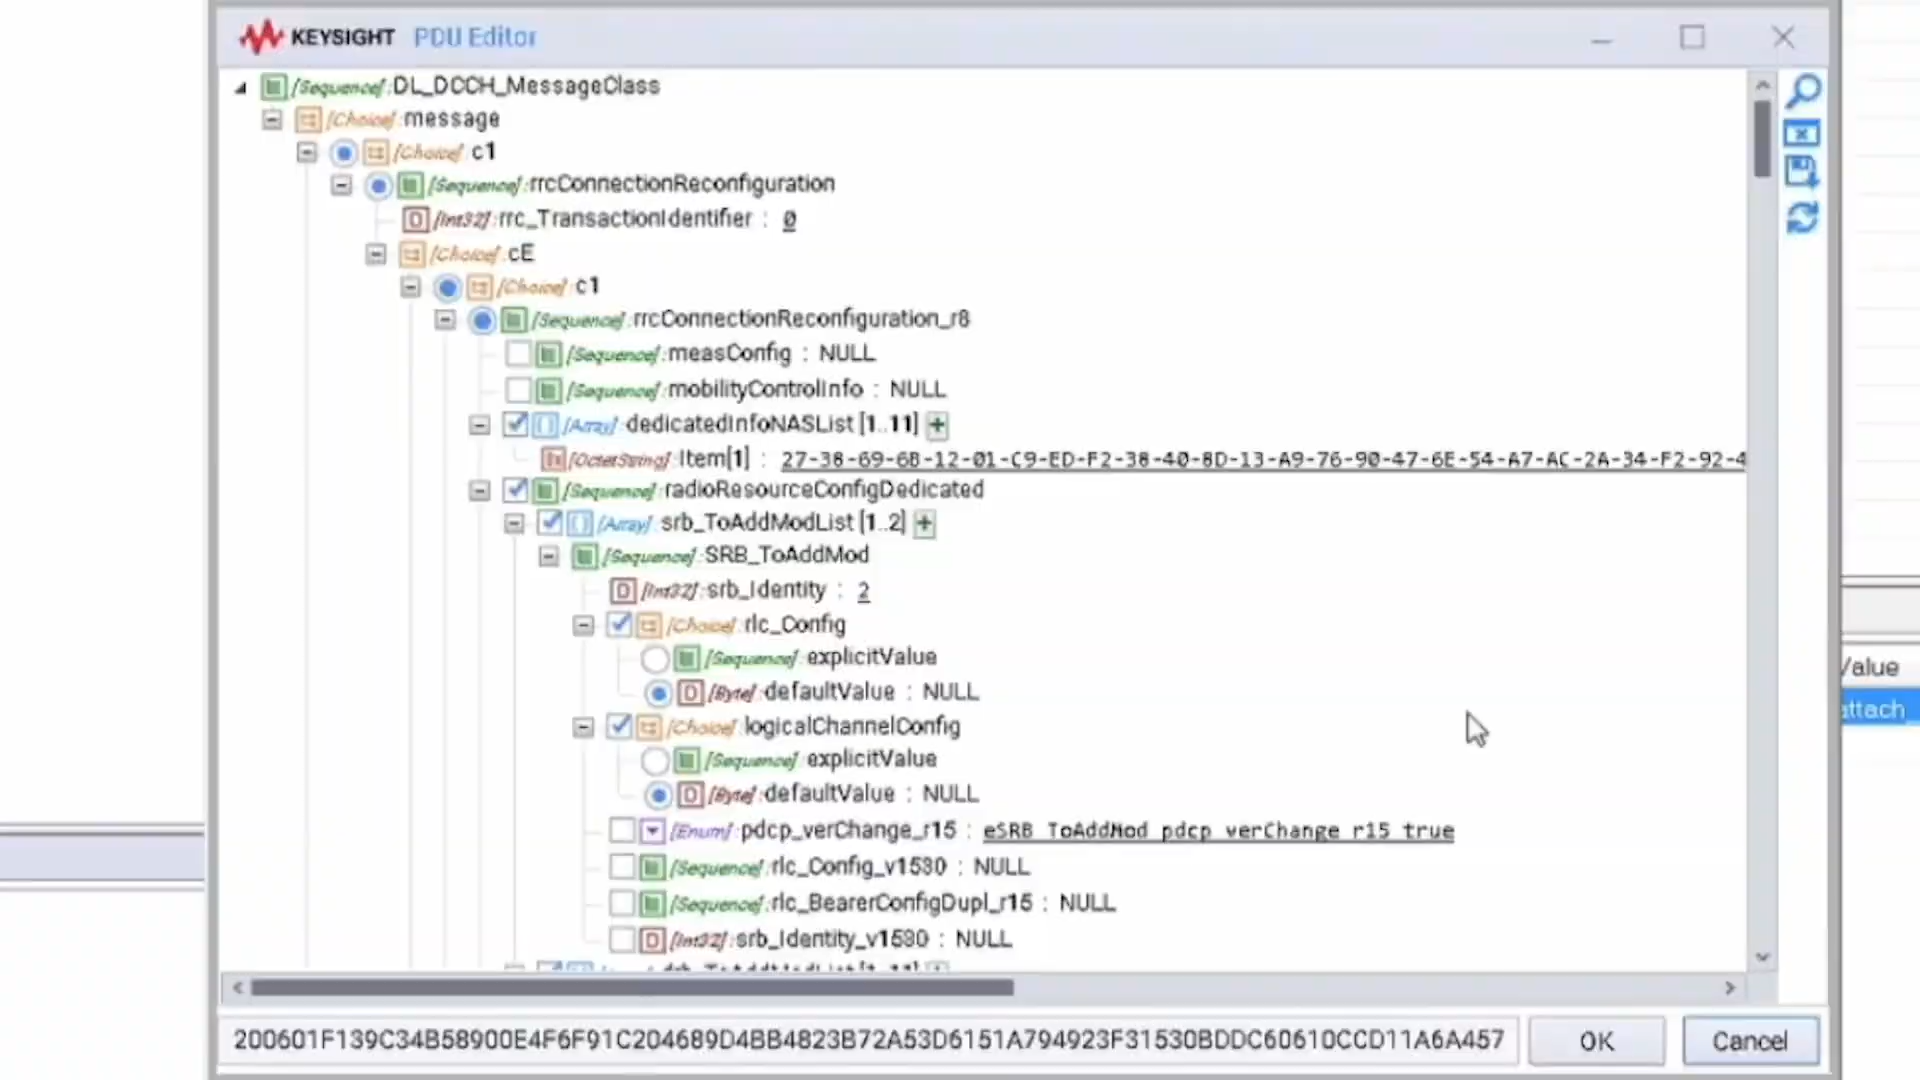 KEYSIGHT PDU Editor
[Sequence]:DL_DCCH_MessageClass
[Choice]:message
[Choice]:c1
[Sequence]:rrcConnectionReconfiguration
[Int32]:rrc_TransactionIdentifier : 0
[Choice]:cE
[Choice]:c1
[Sequence]:rrcConnectionReconfiguration_r8
[Sequence]:measConfig : NULL
[Sequence]:mobilityControlInfo : NULL
[Array]:dedicatedInfoNASList [1..11]
[OctetString]:Item[1] : 27-38-69-6B-12-01-C9-ED-F2-38-40-8D-13-A9-76-90-47-6E-54-A7-AC-2A-34-F2-92-4
[Sequence]:radioResourceConfigDedicated
[Array]:srb_ToAddModList [1..2]
[Sequence]:SRB_ToAddMod
[Int32]:srb_Identity : 2
[Choice]:rlc_Config
[Sequence]:explicitValue
[Byte]:defaultValue : NULL
[Choice]:logicalChannelConfig
[Sequence]:explicitValue
[Byte]:defaultValue : NULL
[Enum]:pdcp_verChange_r15 : eSRB_ToAddMod_pdcp_verChange_r15_true
[Sequence]:rlc_Config_v1530 : NULL
[Sequence]:rlc_BearerConfigDupl_r15 : NULL
[Int32]:srb_Identity_v1530 : NULL
200601F139C34B58900E4F6F91C204689D4BB4823B72A53D6151A794923F31530BDDC60610CCD11A6A457
OK
Cancel
Value
attach